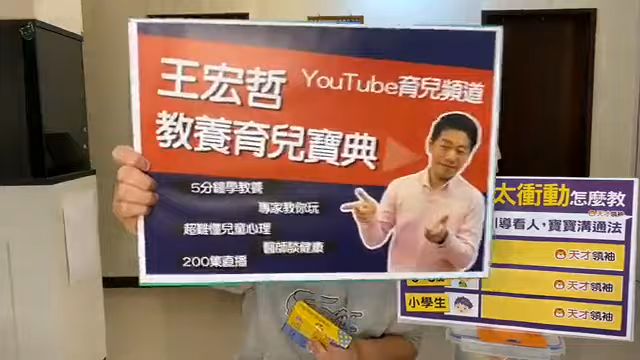 王宏哲
YouTube育兒頻道
教養育兒寶典
5分鐘學教養
專家教你玩
超難懂兒童心理
醫師談健康
200集直播
太衝動怎麼教
天才領袖
導看人，寶寶溝通法
天才領袖
天才領袖
小學生
天才領袖